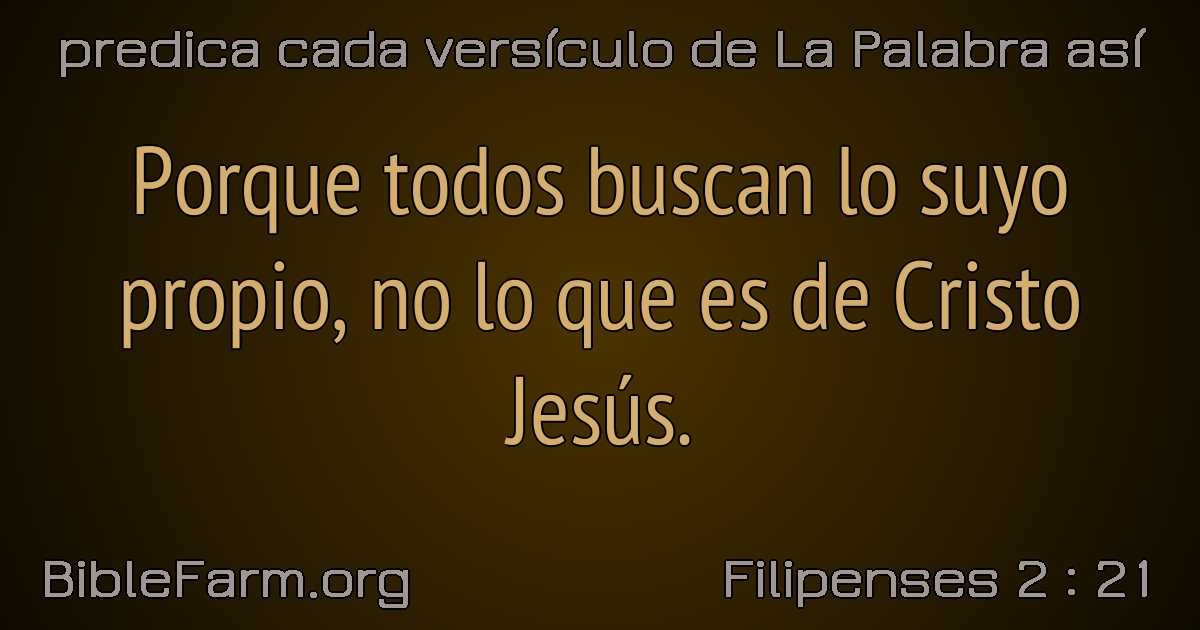 predica cada versículo de La Palabra así
Porque todos buscan lo suyo
propio, no lo que es de Cristo
Jesús.
BibleFarm.org
Filipenses 2 : 21